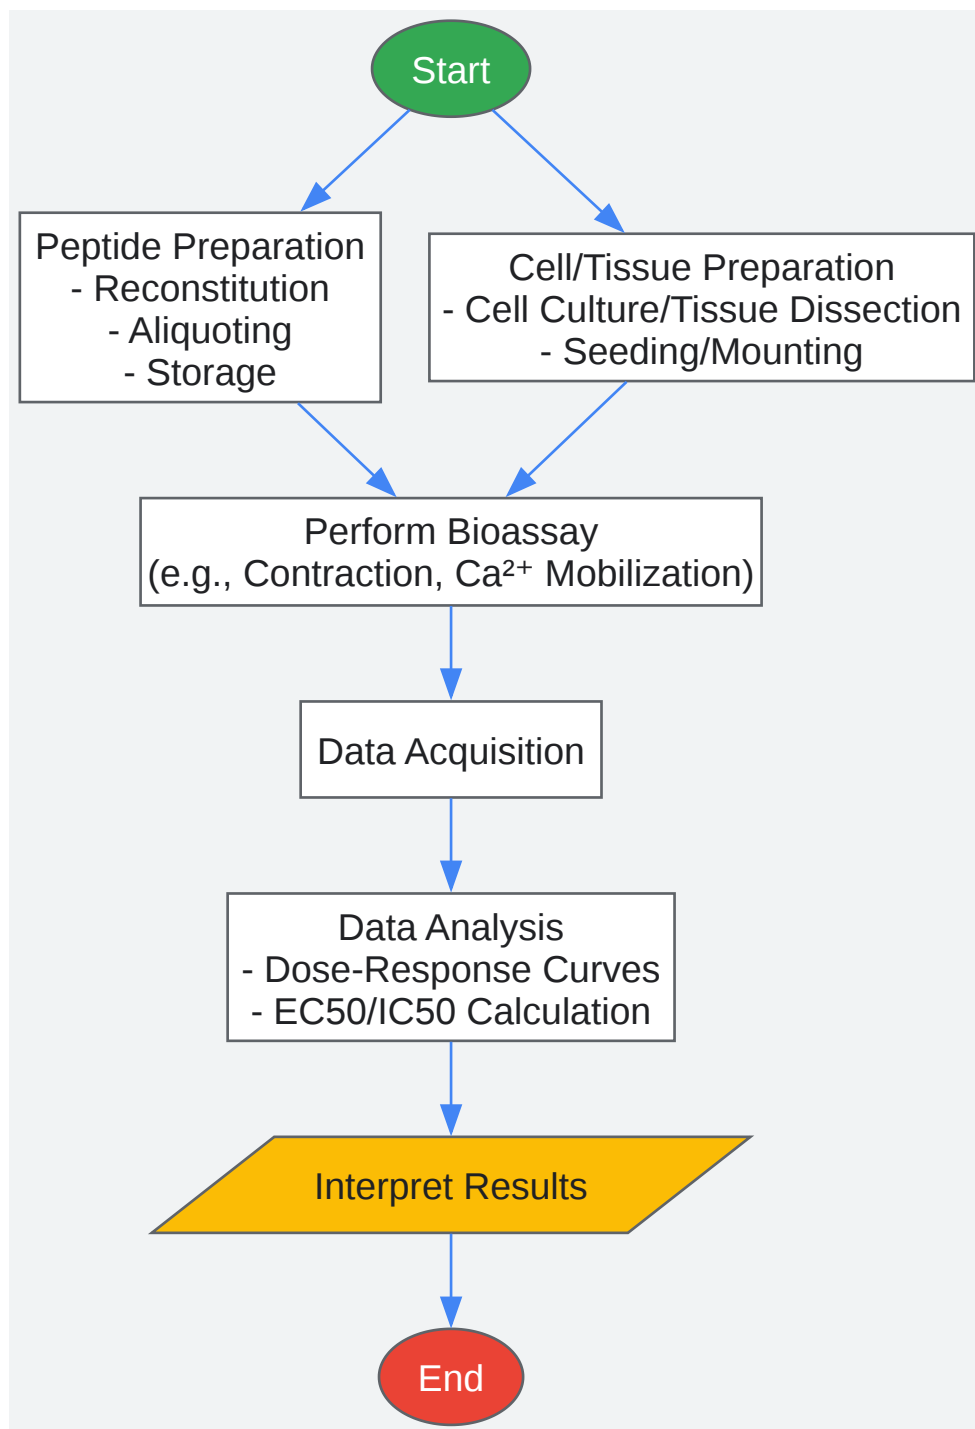 Start
Peptide Preparation
- Reconstitution
- Aliquoting
- Storage
Cell/Tissue Preparation
- Cell Culture/Tissue Dissection
- Seeding/Mounting
Perform Bioassay
(e.g., Contraction, Ca²⁺ Mobilization)
Data Acquisition
Data Analysis
- Dose-Response Curves
- EC50/IC50 Calculation
Interpret Results
End